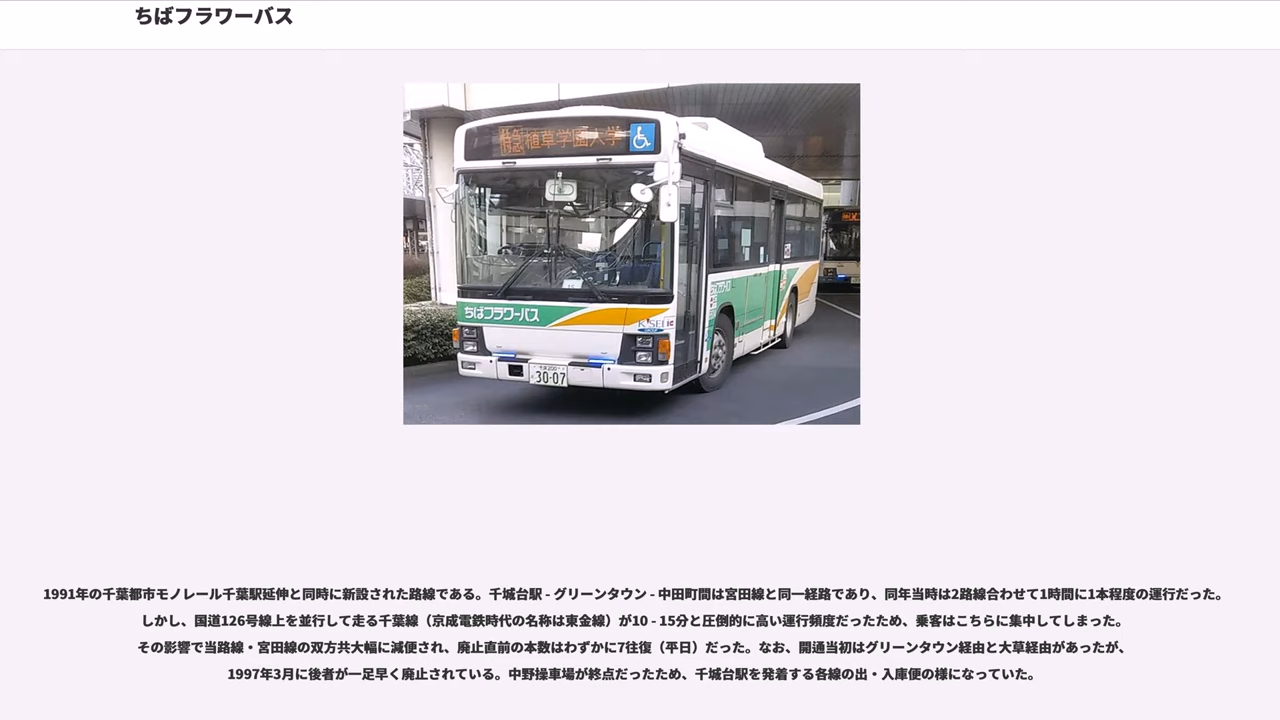 ちばフラワーバス
特急 植草学園大学
ちばフラワーバス
KaSEI
GROUP
30-07
1991年の千葉都市モノレール千葉駅延伸と同時に新設された路線である。千城台駅 - グリーンタウン - 中田町間は宮田線と同一経路であり、同年当時は2路線合わせて1時間に1本程度の運行だった。
しかし、国道126号線上を並行して走る千葉線（京成電鉄時代の名称は東金線）が10 - 15分と圧倒的に高い運行頻度だったため、乗客はこちらに集中してしまった。
その影響で当路線・宮田線の双方共大幅に減便され、廃止直前の本数はわずかに7往復（平日）だった。なお、開通当初はグリーンタウン経由と大草経由があったが、
1997年3月に後者が一足早く廃止されている。中野操車場が終点だったため、千城台駅を発着する各線の出・入庫便の様になっていた。